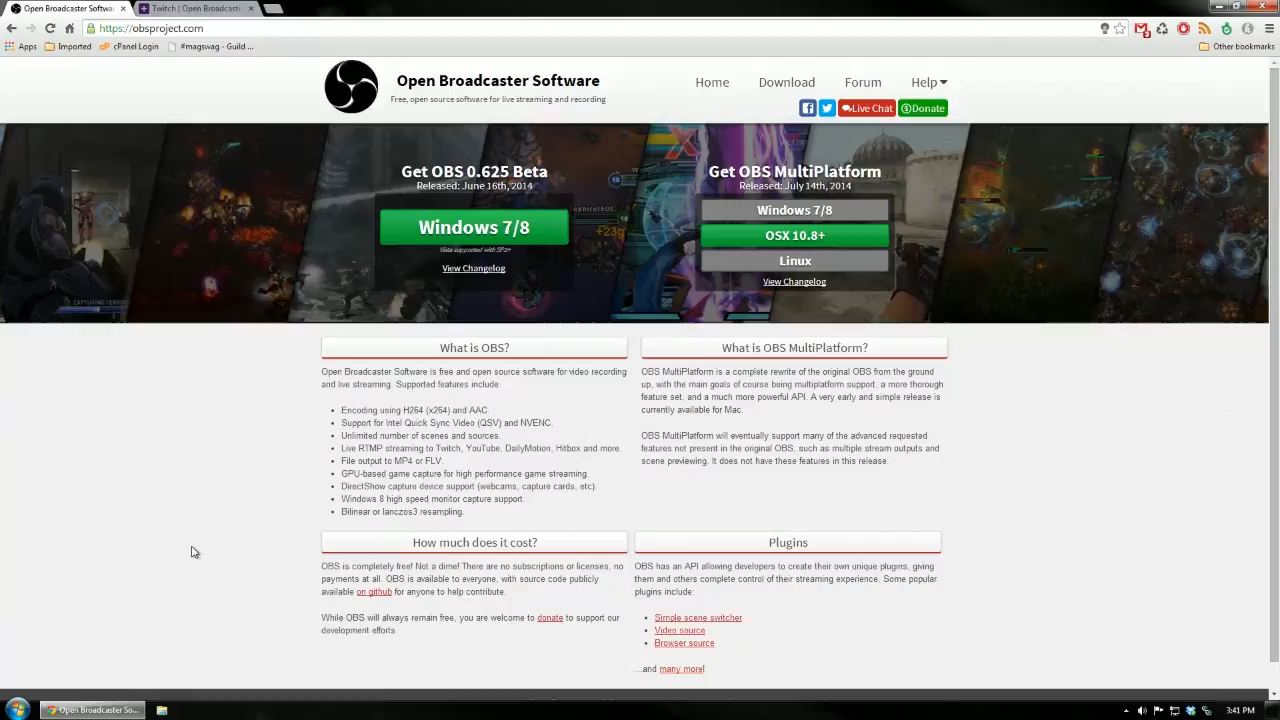 Open Broadcaster Softwa
Twitch | Open Broadcaster
https://obsproject.com
Apps
Imported
cPanel Login
#magswag - Guild ...
Other bookmarks
Open Broadcaster Software
Free, open source software for live streaming and recording
Home
Download
Forum
Help
Live Chat
Donate
Get OBS 0.625 Beta
Released: June 16th, 2014
Windows 7/8
Vista supported with SP2+
View Changelog
Get OBS MultiPlatform
Released: July 14th, 2014
Windows 7/8
OSX 10.8+
Linux
View Changelog
+23g
What is OBS?
Open Broadcaster Software is free and open source software for video recording
and live streaming. Supported features include:
Encoding using H264 (x264) and AAC.
Support for Intel Quick Sync Video (QSV) and NVENC.
Unlimited number of scenes and sources.
Live RTMP streaming to Twitch, YouTube, DailyMotion, Hitbox and more.
File output to MP4 or FLV.
GPU-based game capture for high performance game streaming.
DirectShow capture device support (webcams, capture cards, etc).
Windows 8 high speed monitor capture support.
Bilinear or lanczos3 resampling.
What is OBS MultiPlatform?
OBS MultiPlatform is a complete rewrite of the original OBS from the ground
up, with the main goals of course being multiplatform support, a more thorough
feature set, and a much more powerful API. A very early and simple release is
currently available for Mac.
OBS MultiPlatform will eventually support many of the advanced requested
features not present in the original OBS, such as multiple stream outputs and
scene previewing. It does not have these features in this release.
How much does it cost?
OBS is completely free! Not a dime! There are no subscriptions or licenses, no
payments at all. OBS is available to everyone, with source code publicly
available on github for anyone to help contribute.
While OBS will always remain free, you are welcome to donate to support our
development efforts
Plugins
OBS has an API allowing developers to create their own unique plugins, giving
them and others complete control of their streaming experience. Some popular
plugins include:
Simple scene switcher
Video source
Browser source
....and many more!
Open Broadcaster So...
3:41 PM